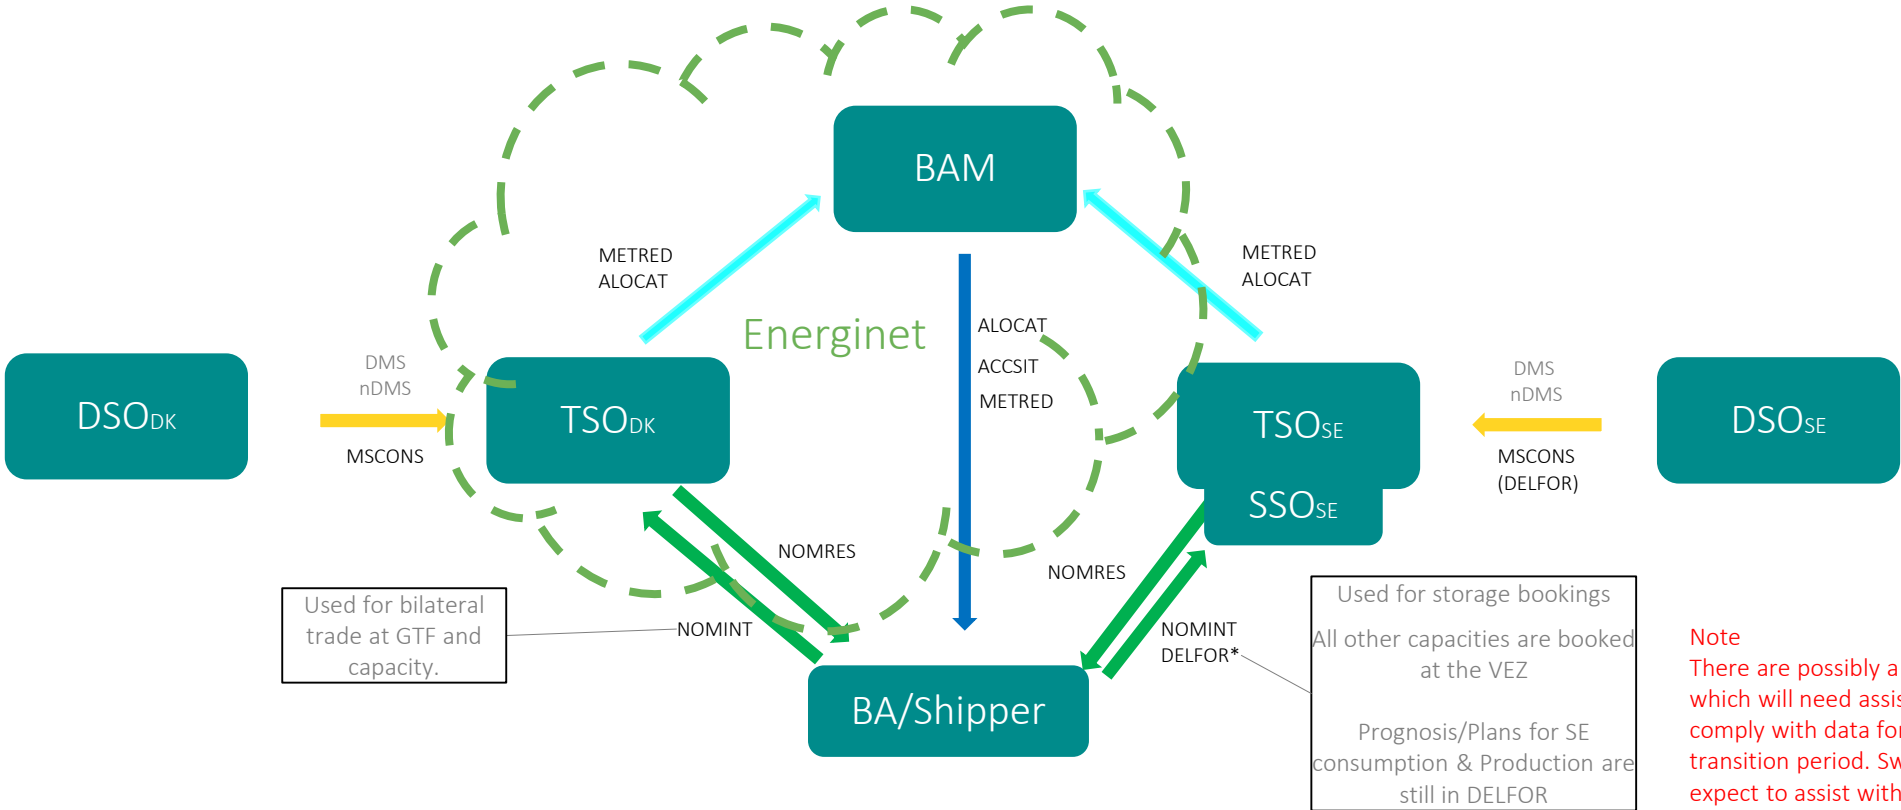 BAM
METRED
ALOCAT
METRED
ALOCAT
Energinet
ALOCAT
ACCSIT
METRED
DSODK
DMS
nDMS
MSCONS
TSODK
TSOSE
SSOSE
DMS
nDMS
MSCONS
(DELFOR)
DSOSE
NOMRES
NOMINT
Used for bilateral
trade at GTF and
capacity.
NOMRES
NOMINT
DELFOR*
BA/Shipper
Used for storage bookings
All other capacities are booked
at the VEZ
Prognosis/Plans for SE
consumption & Production are
still in DELFOR
Note
There are possibly a
which will need
comply with data
transition period.
expect to assist with